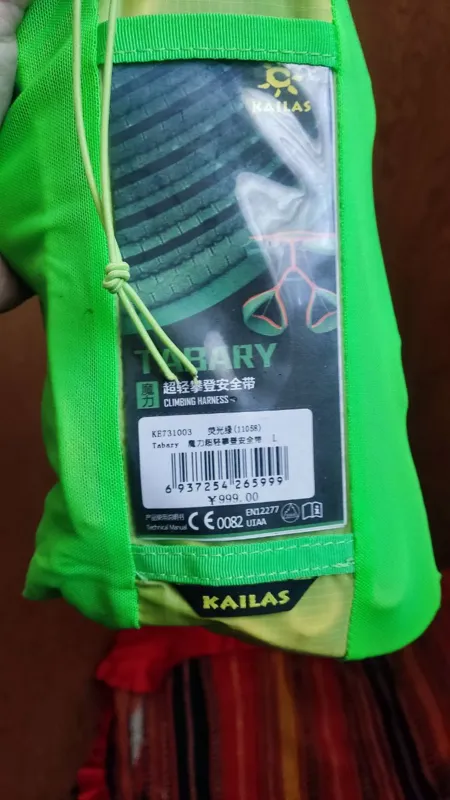 KAILAS
TABARY
魔力
超轻攀登安全带
CLIMBING HARNESS
KE731003 荧光绿(11058)
Tabary 魔力超轻攀登安全带 L
6 937254 265999
￥999.00
Technical Manual
CE 0082
EN12277
UIAA
KAILAS